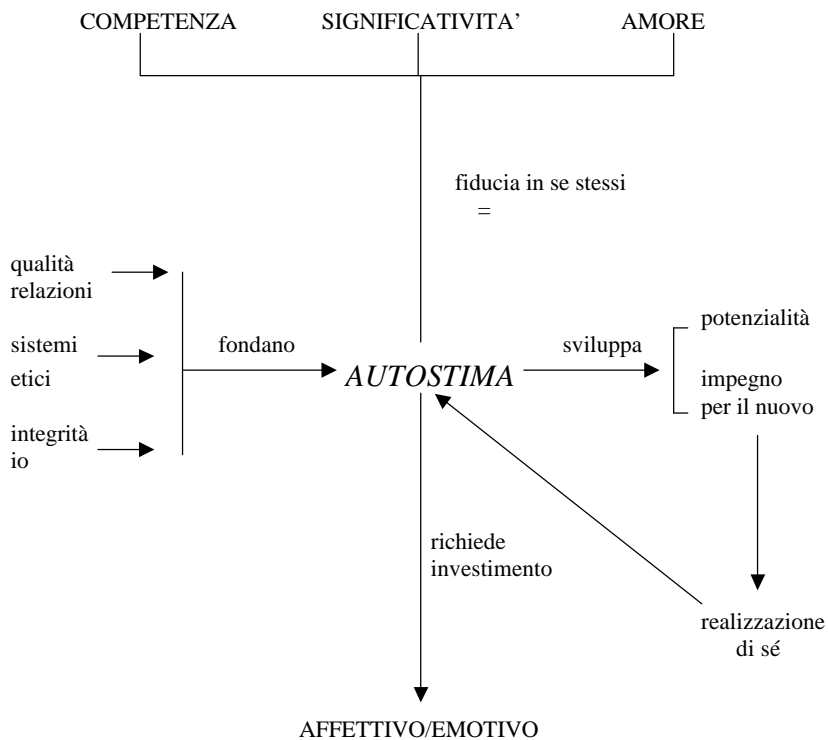 COMPETENZA SIGNIFICATIVITA’ AMORE
fiducia in se stessi
=
qualità
relazioni
sistemi
etici
integrità
io
fondano
AUTOSTIMA
sviluppa
potenzialità
impegno
per il nuovo
richiede
investimento
realizzazione
di sé
AFFETTIVO/EMOTIVO